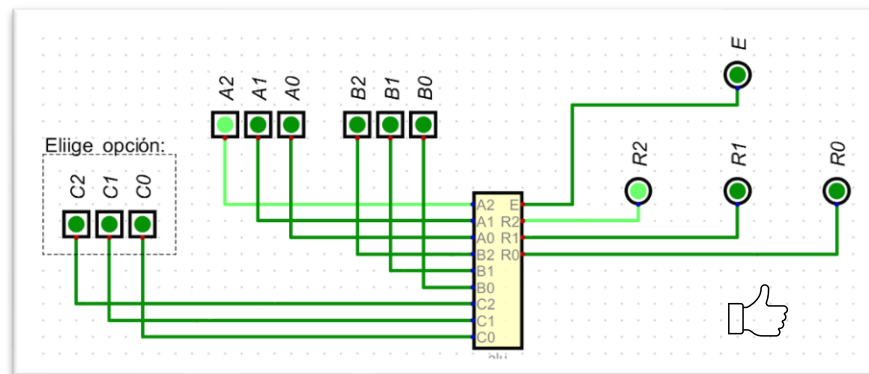 E
A2 A1 A0 B2 B1 B0
Eliige opción:
R2 R1 R0
C2 C1 C0
A2 E
A1 R2
A0 R1
B2 R0
B1
B0
C2
C1
C0